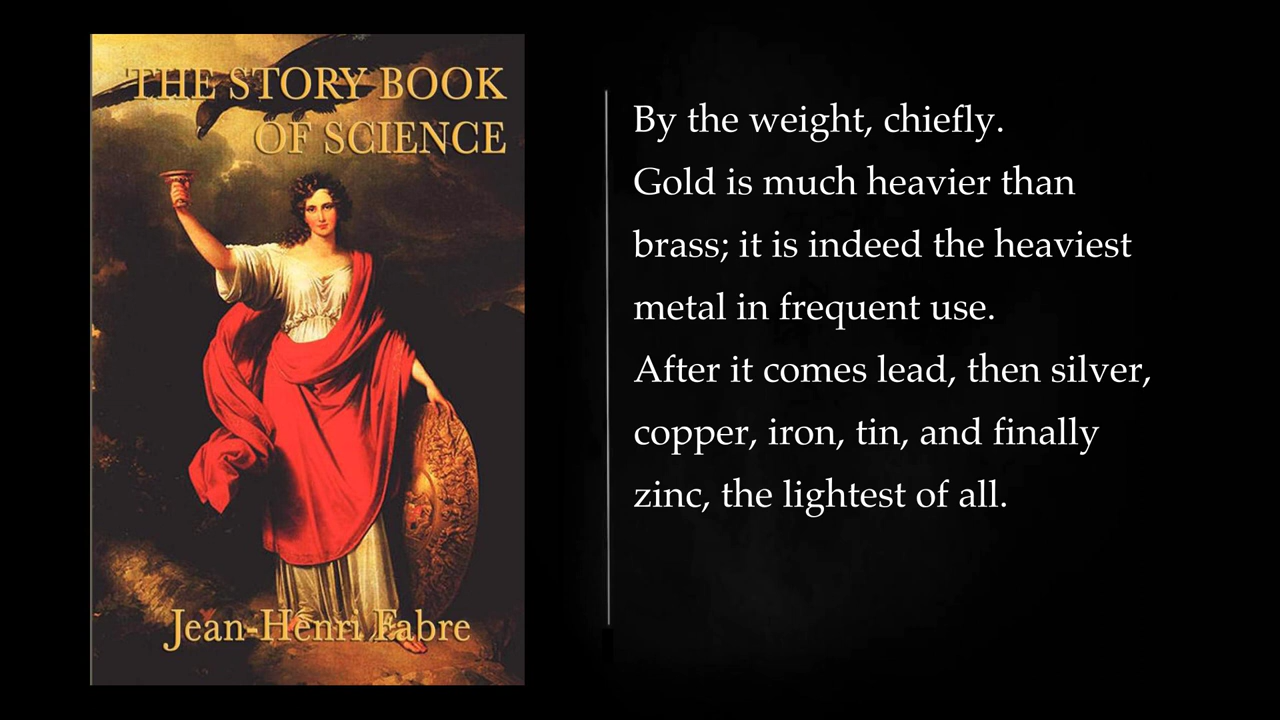 THE STORY BOOK
OF SCIENCE
Jean-Henri Fabre
By the weight, chiefly.
Gold is much heavier than
brass; it is indeed the heaviest
metal in frequent use.
After it comes lead, then silver,
copper, iron, tin, and finally
zinc, the lightest of all.